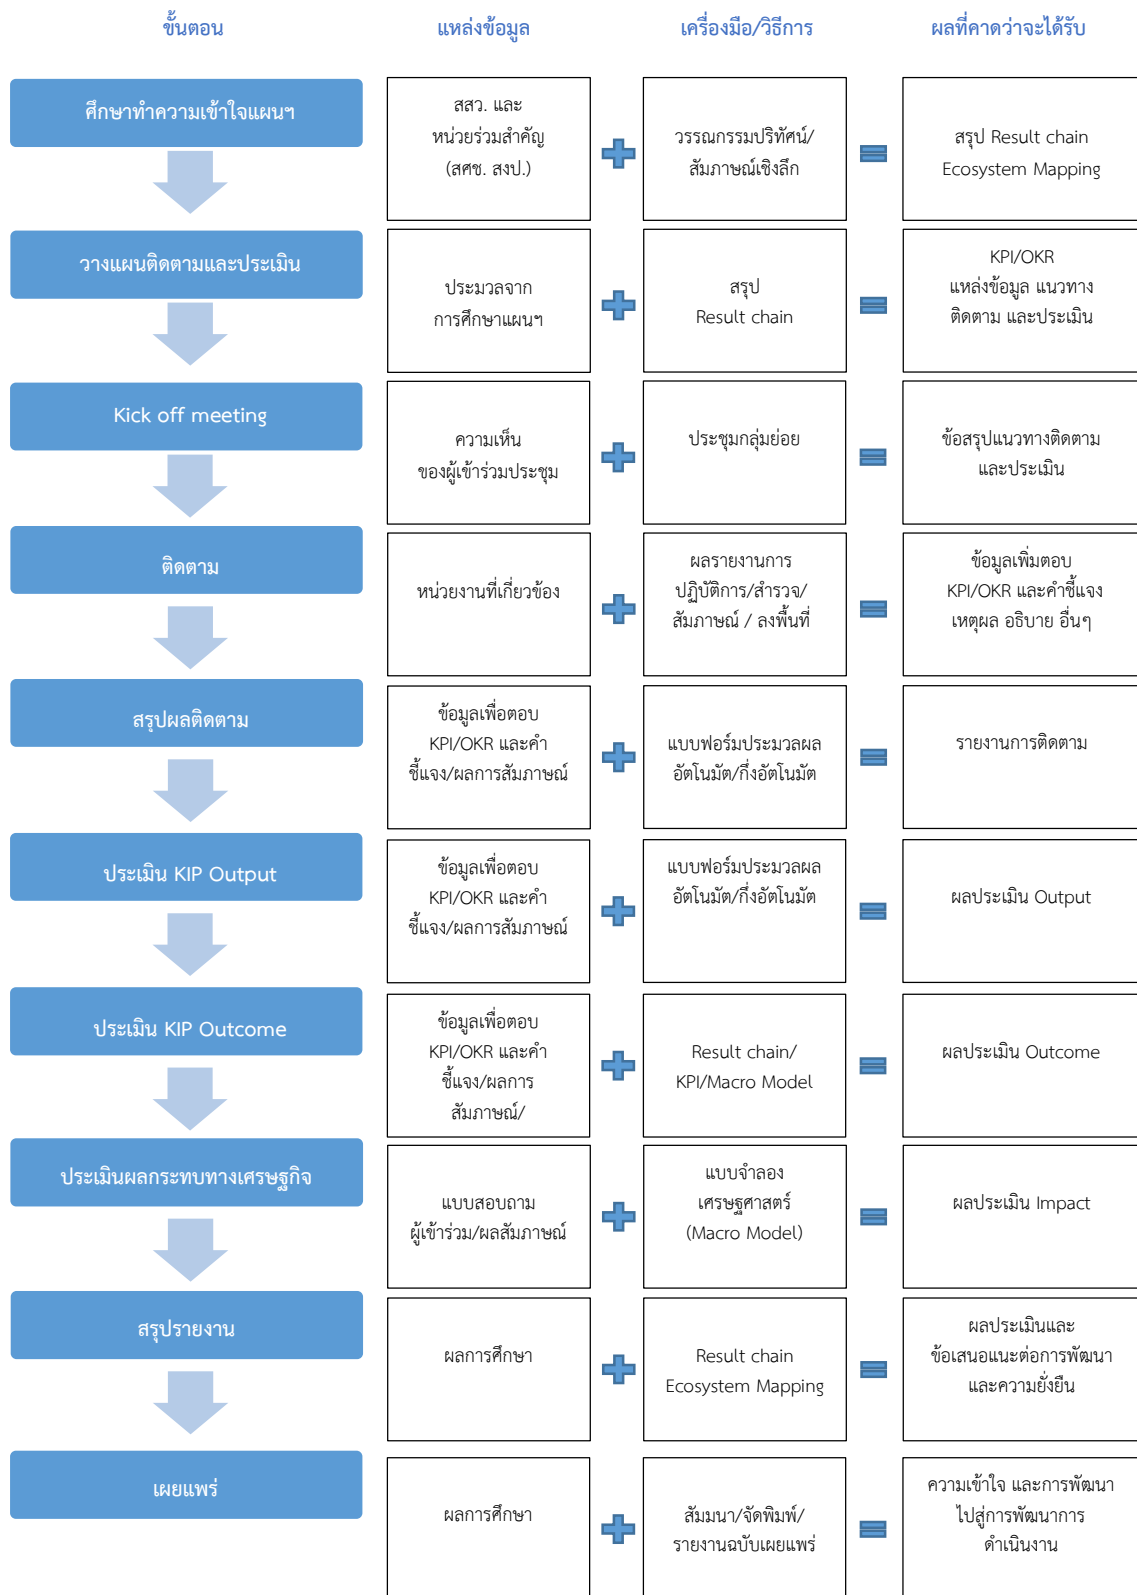 ขั้นตอน
แหล่งข้อมูล
เครื่องมือ/วิธีการ
ผลที่คาดว่าจะได้รับ
ศึกษาทำความเข้าใจแผนฯ
สสว. และ
หน่วยร่วมสำคัญ
(สศช. สงป.)
วรรณกรรมปริทัศน์/
สัมภาษณ์เชิงลึก
สรุป Result chain
Ecosystem Mapping
วางแผนติดตามและประเมิน
ประมวลจาก
การศึกษาแผนฯ
สรุป
Result chain
KPI/OKR
แหล่งข้อมูล แนวทาง
ติดตาม และประเมิน
Kick off meeting
ความเห็น
ของผู้เข้าร่วมประชุม
ประชุมกลุ่มย่อย
ข้อสรุปแนวทางติดตาม
และประเมิน
ติดตาม
หน่วยงานที่เกี่ยวข้อง
ผลรายงานการ
ปฏิบัติการ/สำรวจ/
สัมภาษณ์ / ลงพื้นที่
ข้อมูลเพิ่มตอบ
KPI/OKR และคำชี้แจง
เหตุผล อธิบาย อื่นๆ
สรุปผลติดตาม
ข้อมูลเพื่อตอบ
KPI/OKR และคำ
ชี้แจง/ผลการสัมภาษณ์
แบบฟอร์มประมวลผล
อัตโนมัต/กึ่งอัตโนมัต
รายงานการติดตาม
ประเมิน KIP Output
ข้อมูลเพื่อตอบ
KPI/OKR และคำ
ชี้แจง/ผลการสัมภาษณ์
แบบฟอร์มประมวลผล
อัตโนมัต/กึ่งอัตโนมัต
ผลประเมิน Output
ประเมิน KIP Outcome
ข้อมูลเพื่อตอบ
KPI/OKR และคำ
ชี้แจง/ผลการ
สัมภาษณ์/
Result chain/
KPI/Macro Model
ผลประเมิน Outcome
ประเมินผลกระทบทางเศรษฐกิจ
แบบสอบถาม
ผู้เข้าร่วม/ผลสัมภาษณ์
แบบจำลอง
เศรษฐศาสตร์
(Macro Model)
ผลประเมิน Impact
สรุปรายงาน
ผลการศึกษา
Result chain
Ecosystem Mapping
ผลประเมินและ
ข้อเสนอแนะต่อการพัฒนา
และความยั่งยืน
เผยแพร่
ผลการศึกษา
สัมมนา/จัดพิมพ์/
รายงานฉบับเผยแพร่
ความเข้าใจ และการพัฒนา
ไปสู่การพัฒนาการ
ดำเนินงาน